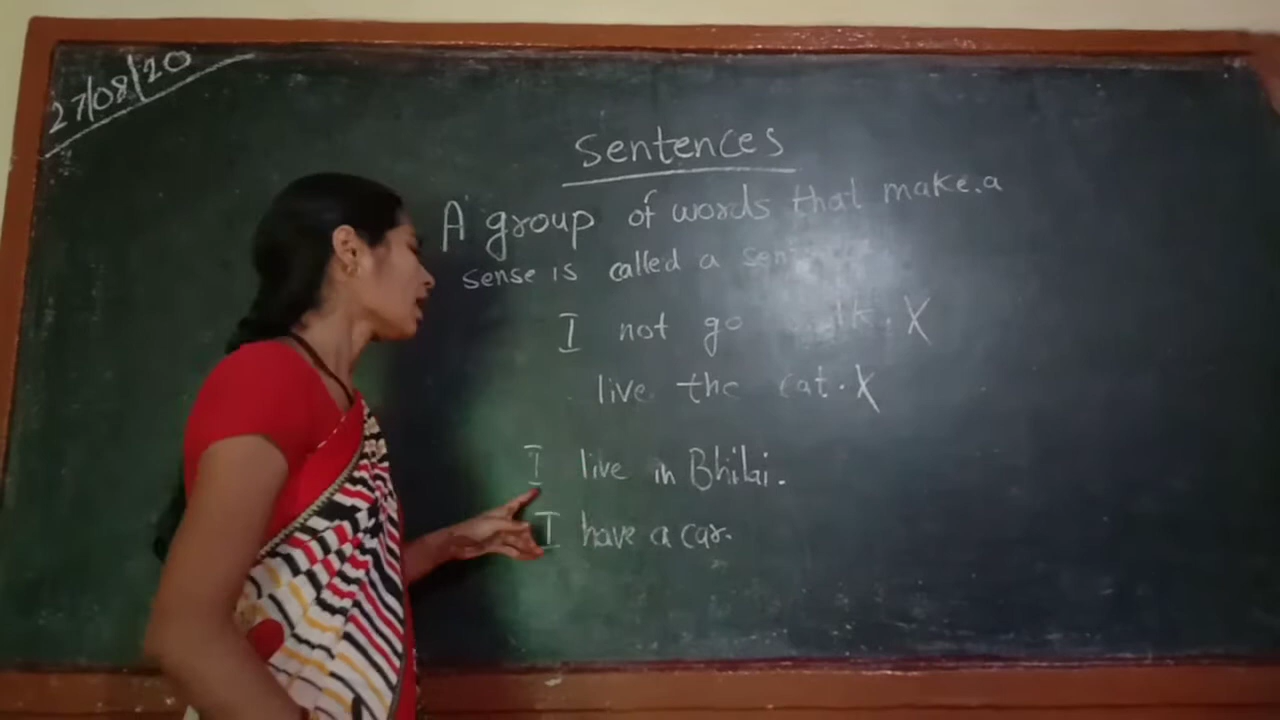 27/08/20
Sentences
A group of words that make.a
sense is called a
I not go
live the cat. X
I live in Bhilai.
I have a car.